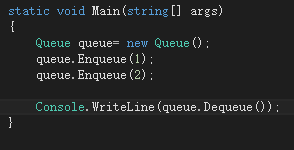 static void Main(string[] args)
{
    Queue queue= new Queue();
    queue.Enqueue(1);
    queue.Enqueue(2);
    Console.WriteLine(queue.Dequeue());
}